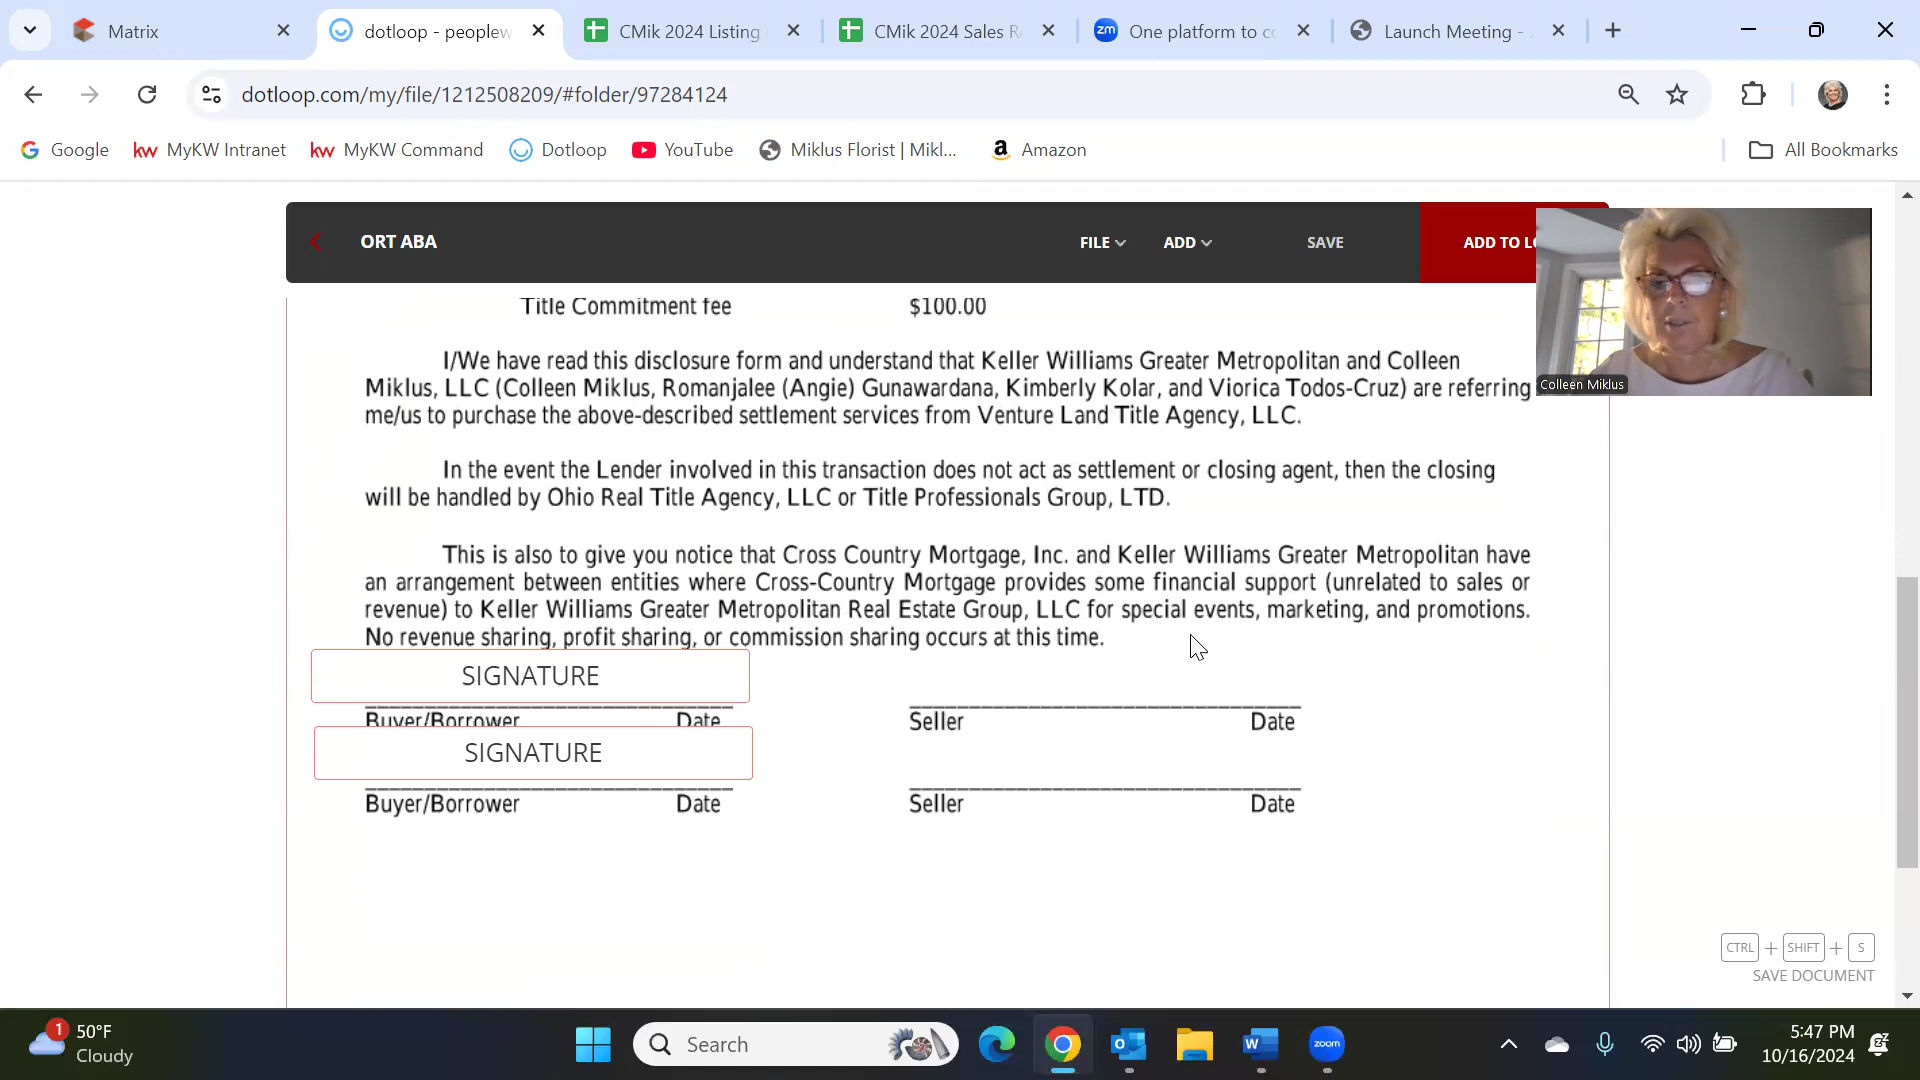 Matrix
dotloop - peoplew
CMik 2024 Listing
CMik 2024 Sales R
zm One platform to co
Launch Meeting -
dotloop.com/my/file/1212508209/#folder/97284124
Google
kw MyKW Intranet
kw MyKW Command
Dotloop
YouTube
Miklus Florist | Mikl...
Amazon
All Bookmarks
ORT ABA
FILE
ADD
SAVE
ADD TO LO
Title Commitment fee $100.00
I/We have read this disclosure form and understand that Keller Williams Greater Metropolitan and Colleen
Miklus, LLC (Colleen Miklus, Romanjalee (Angie) Gunawardana, Kimberly Kolar, and Viorica Todos-Cruz) are referring
me/us to purchase the above-described settlement services from Venture Land Title Agency, LLC.
In the event the Lender involved in this transaction does not act as settlement or closing agent, then the closing
will be handled by Ohio Real Title Agency, LLC or Title Professionals Group, LTD.
This is also to give you notice that Cross Country Mortgage, Inc. and Keller Williams Greater Metropolitan have
an arrangement between entities where Cross-Country Mortgage provides some financial support (unrelated to sales or
revenue) to Keller Williams Greater Metropolitan Real Estate Group, LLC for special events, marketing, and promotions.
No revenue sharing, profit sharing, or commission sharing occurs at this time.
SIGNATURE
Buyer/Borrower Date Seller Date
SIGNATURE
Buyer/Borrower Date Seller Date
Colleen Miklus
CTRL + SHIFT + S
SAVE DOCUMENT
1
50°F
Cloudy
Search
zoom
5:47 PM
10/16/2024